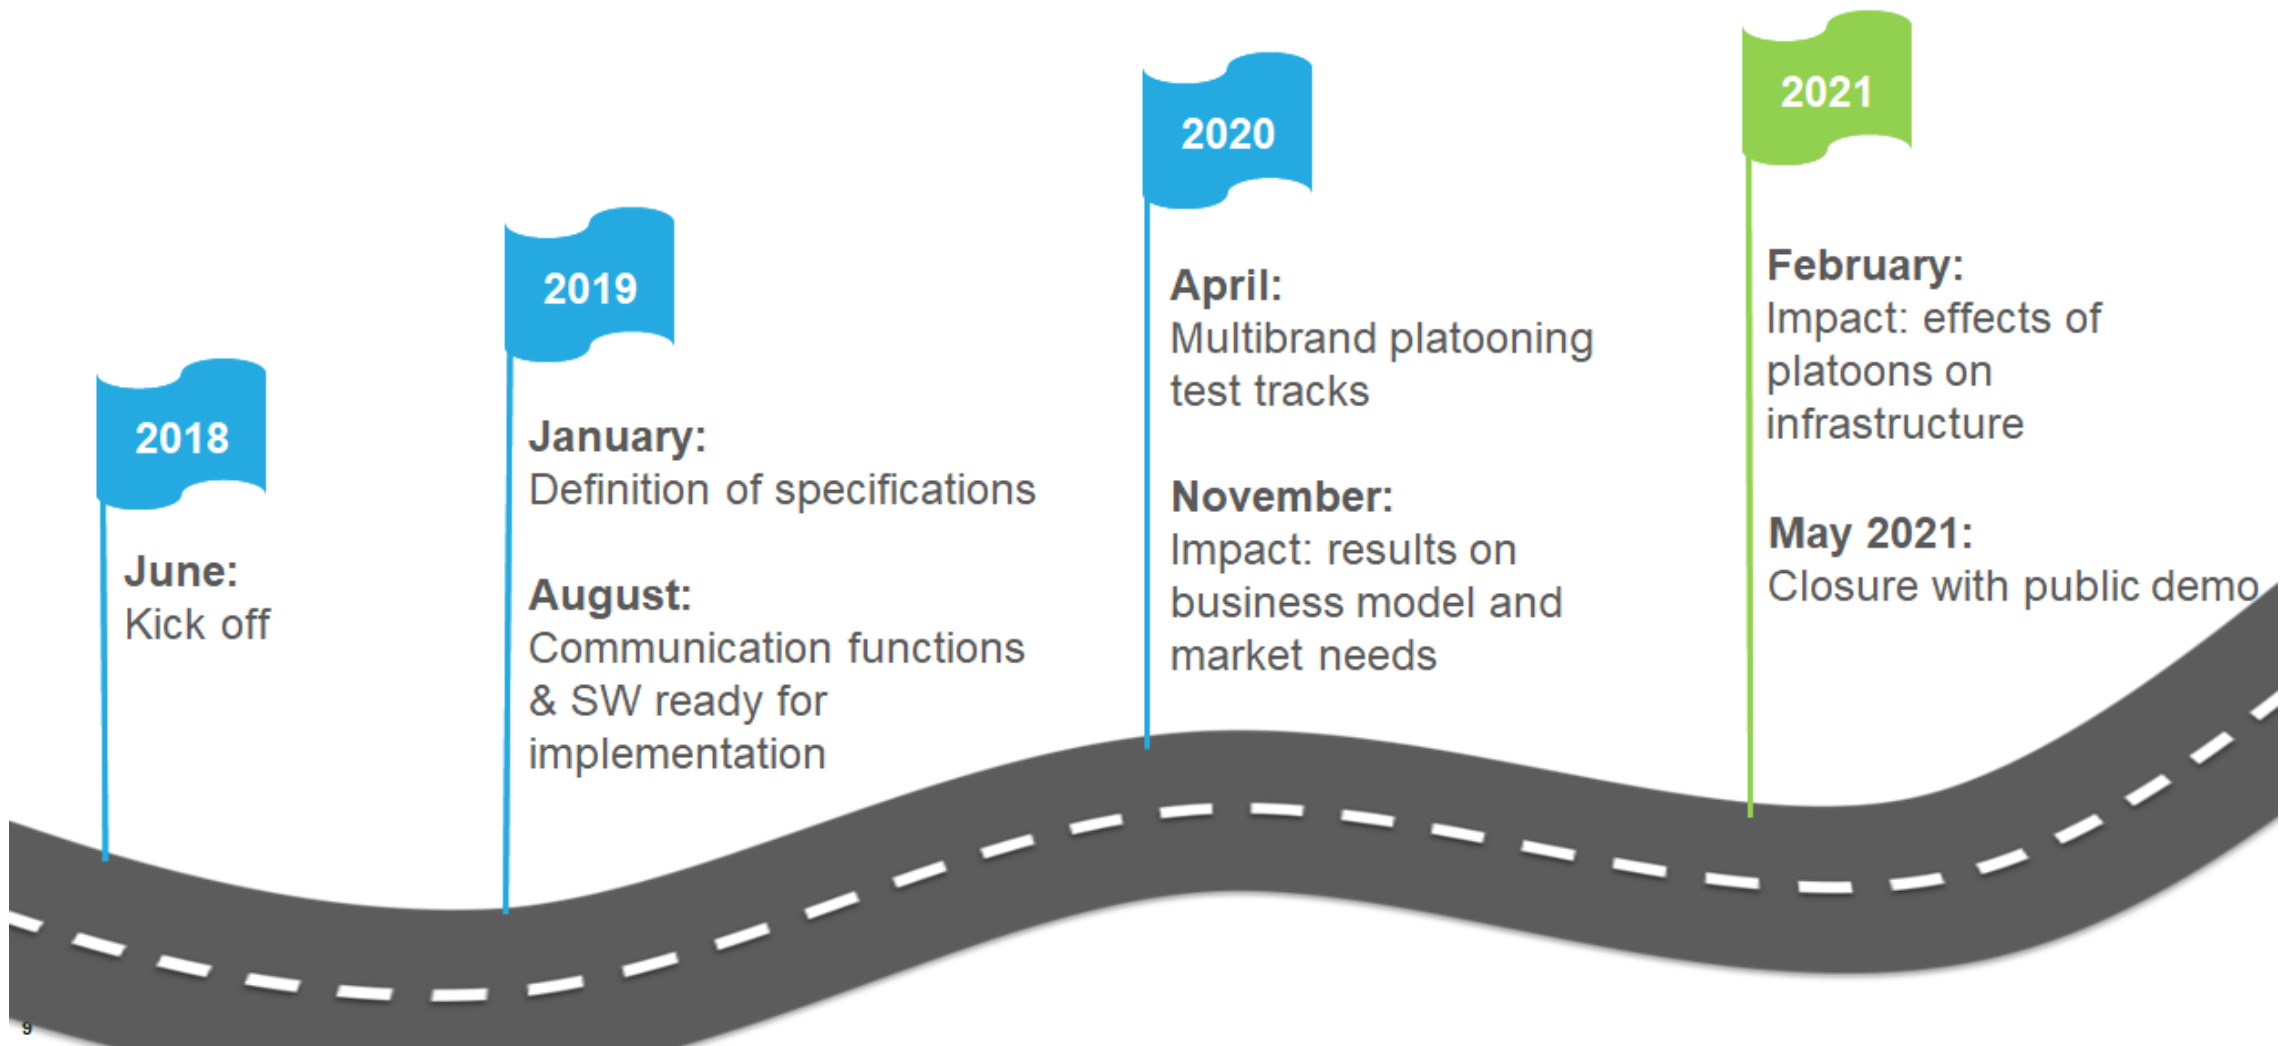 2018
June:
Kick off
2019
January:
Definition of specifications
August:
Communication functions
& SW ready for
implementation
2020
April:
Multibrand platooning
test tracks
November:
Impact: results on
business model and
market needs
2021
February:
Impact: effects of
platoons on
infrastructure
May 2021:
Closure with public demo
9